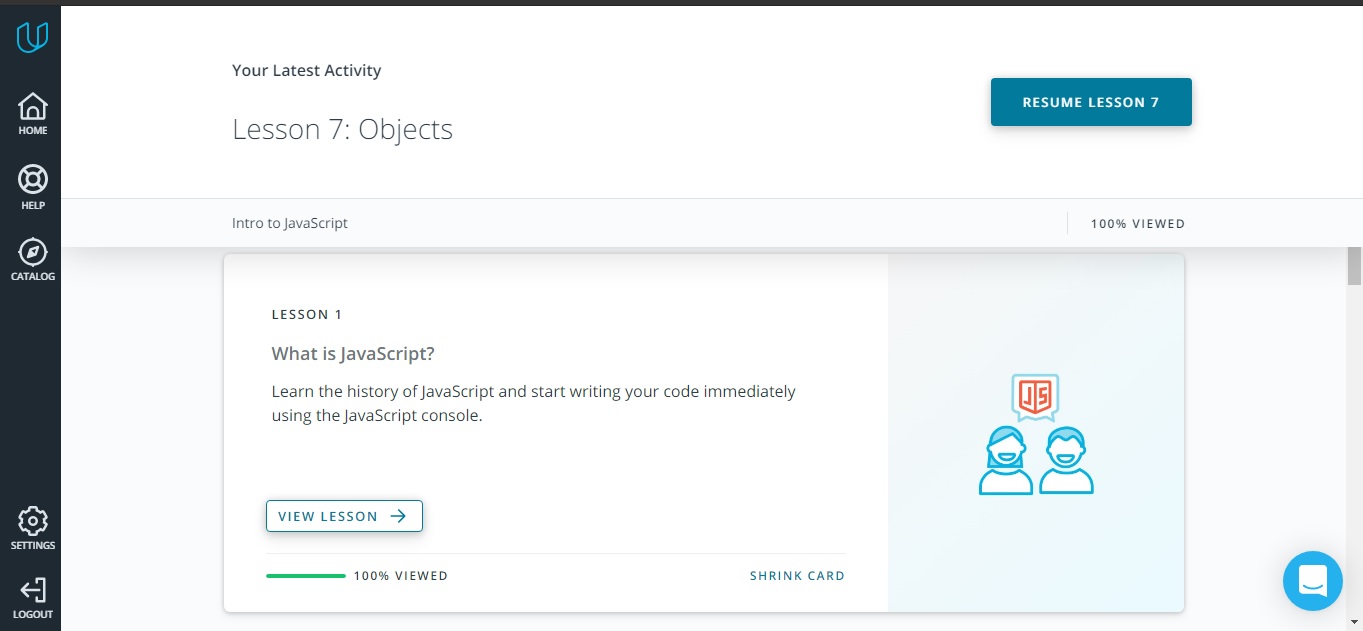 HOME
HELP
CATALOG
SETTINGS
LOGOUT
Your Latest Activity
Lesson 7: Objects
RESUME LESSON 7
Intro to JavaScript
100% VIEWED
LESSON 1
What is JavaScript?
Learn the history of JavaScript and start writing your code immediately
using the JavaScript console.
JS
VIEW LESSON
100% VIEWED
SHRINK CARD